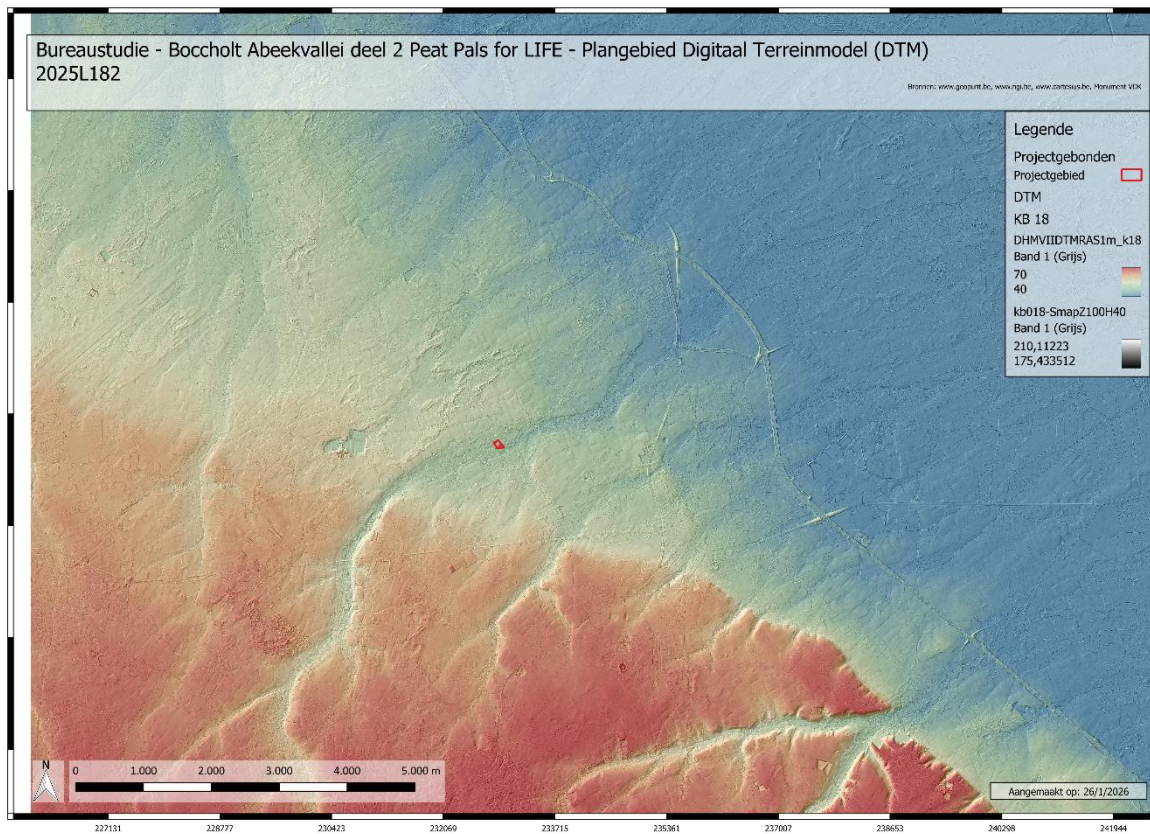 Bureaustudie - Boccholt Abeekvallei deel 2 Peat Pals for LIFE - Plangebied Digitaal Terreinmodel (DTM)
2025L182
Bronnen: www.geopunt.be, www.ngi.be, www.cartesius.be, Monument VDK
Legende
Projectgebonden
Projectgebied
DTM
KB 18
DHMVIIDTMRAS1m_k18
Band 1 (Grijs)
70
40
kb018-SmapZ100H40
Band 1 (Grijs)
210,11223
175,433512
N
0 1.000 2.000 3.000 4.000 5.000 m
Aangemaakt op: 26/1/2026
227131 228777 230423 232069 233715 235361 237007 238653 240298 241944